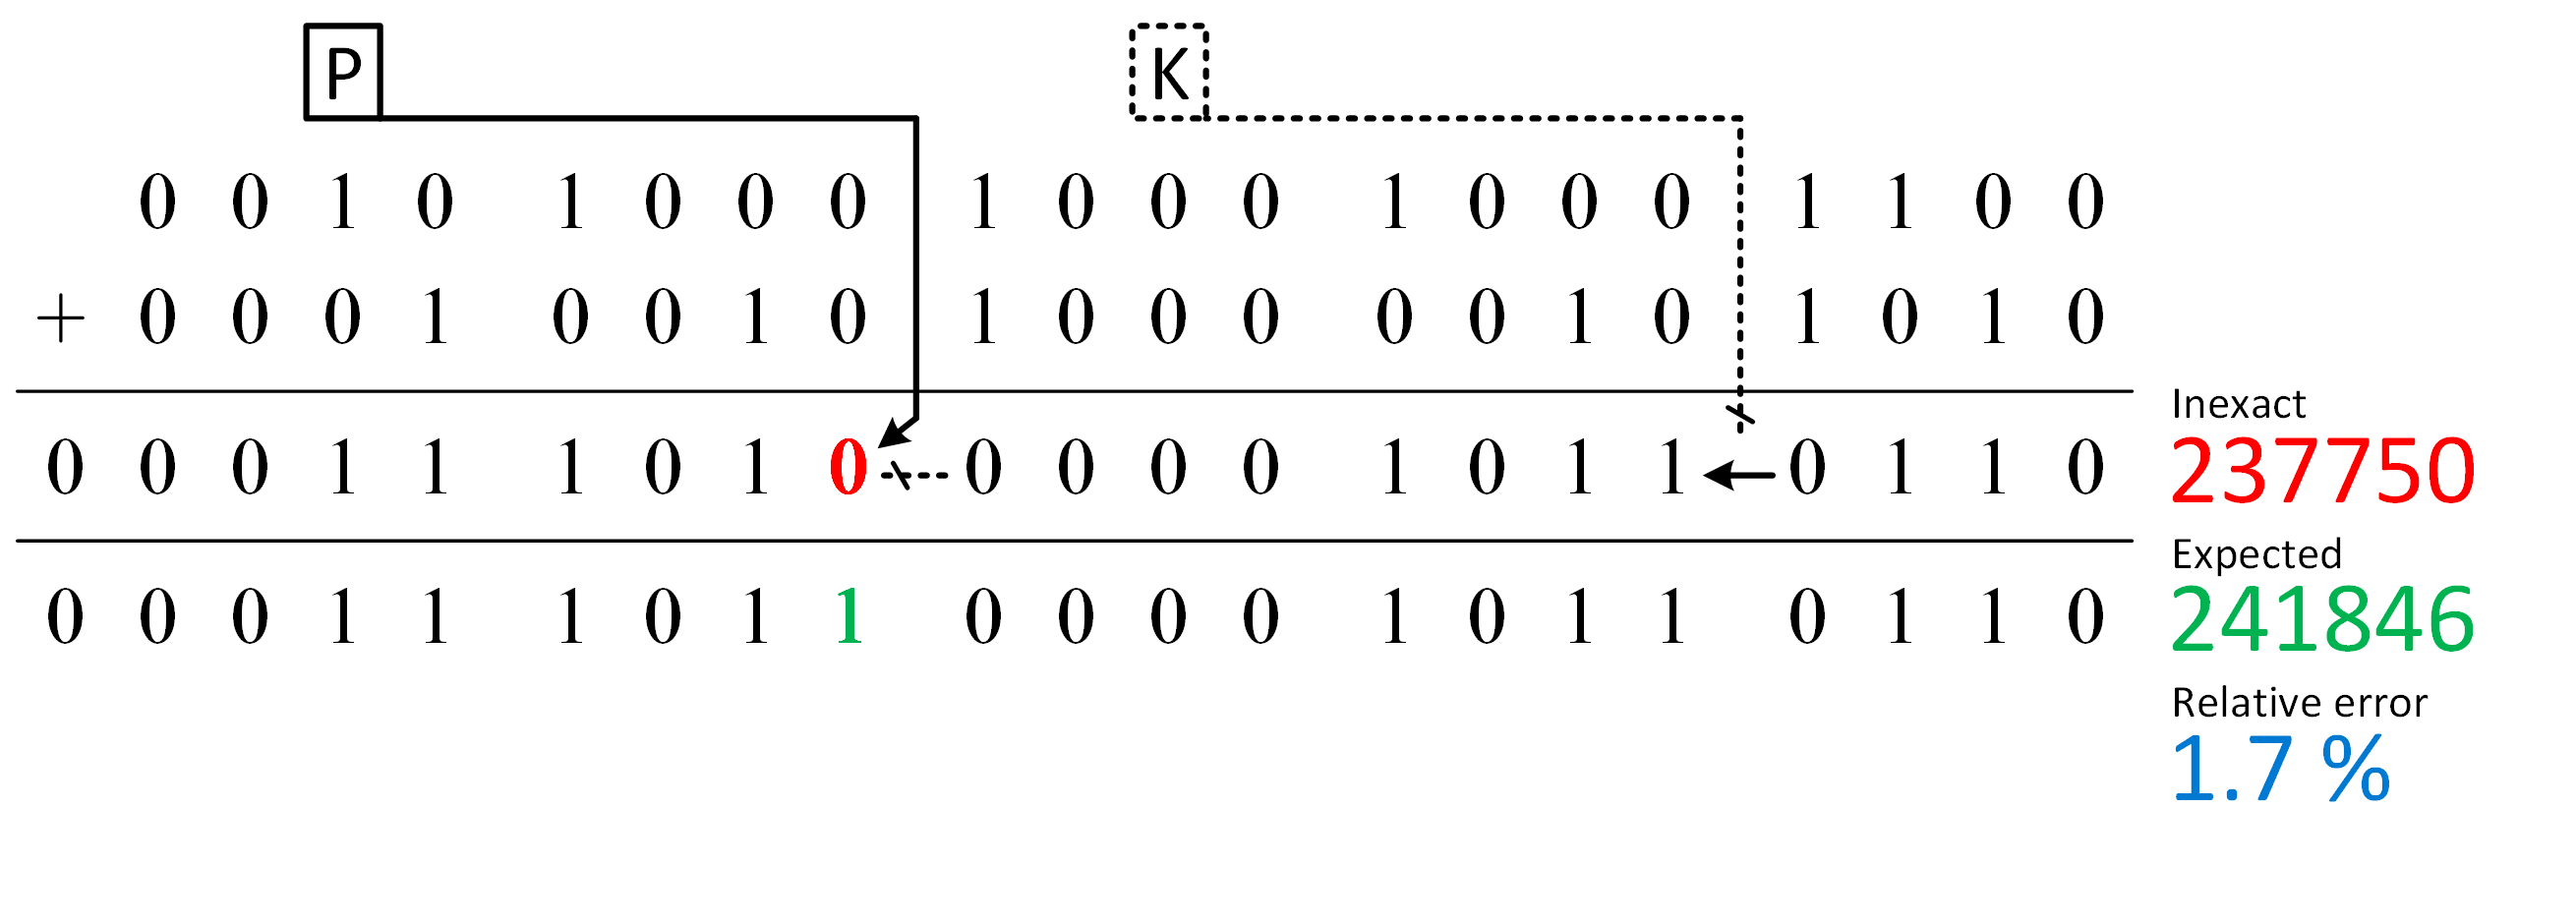 P K
0 0 1 0 1 0 0 0 1 0 0 0 1 0 0 0 1 1 0 0
+ 0 0 0 1 0 0 1 0 1 0 0 0 0 0 1 0 1 0 1 0
Inexact
0 0 0 1 1 1 0 1 0 0 0 0 0 1 0 1 1 0 1 1 0 237750
Expected
0 0 0 1 1 1 0 1 1 0 0 0 0 1 0 1 1 0 1 1 0 241846
Relative error
1.7 %